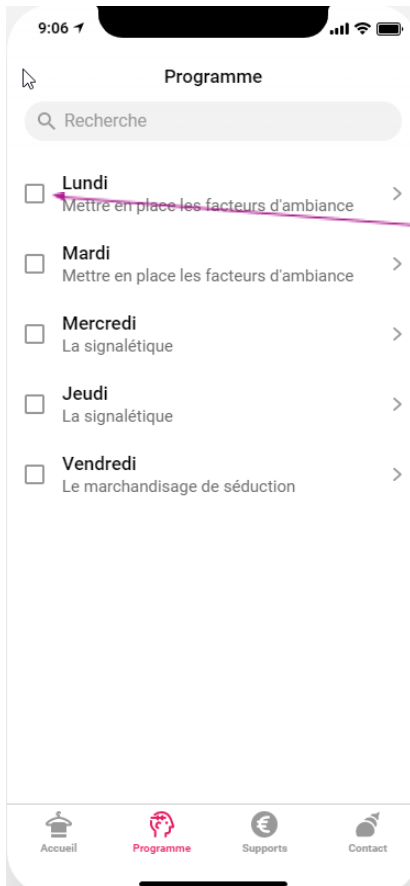 9:06
Programme
Recherche
Lundi
Mettre en place les facteurs d'ambiance
Mardi
Mettre en place les facteurs d'ambiance
Mercredi
La signalétique
Jeudi
La signalétique
Vendredi
Le marchandisage de séduction
Accueil Programme Supports Contact